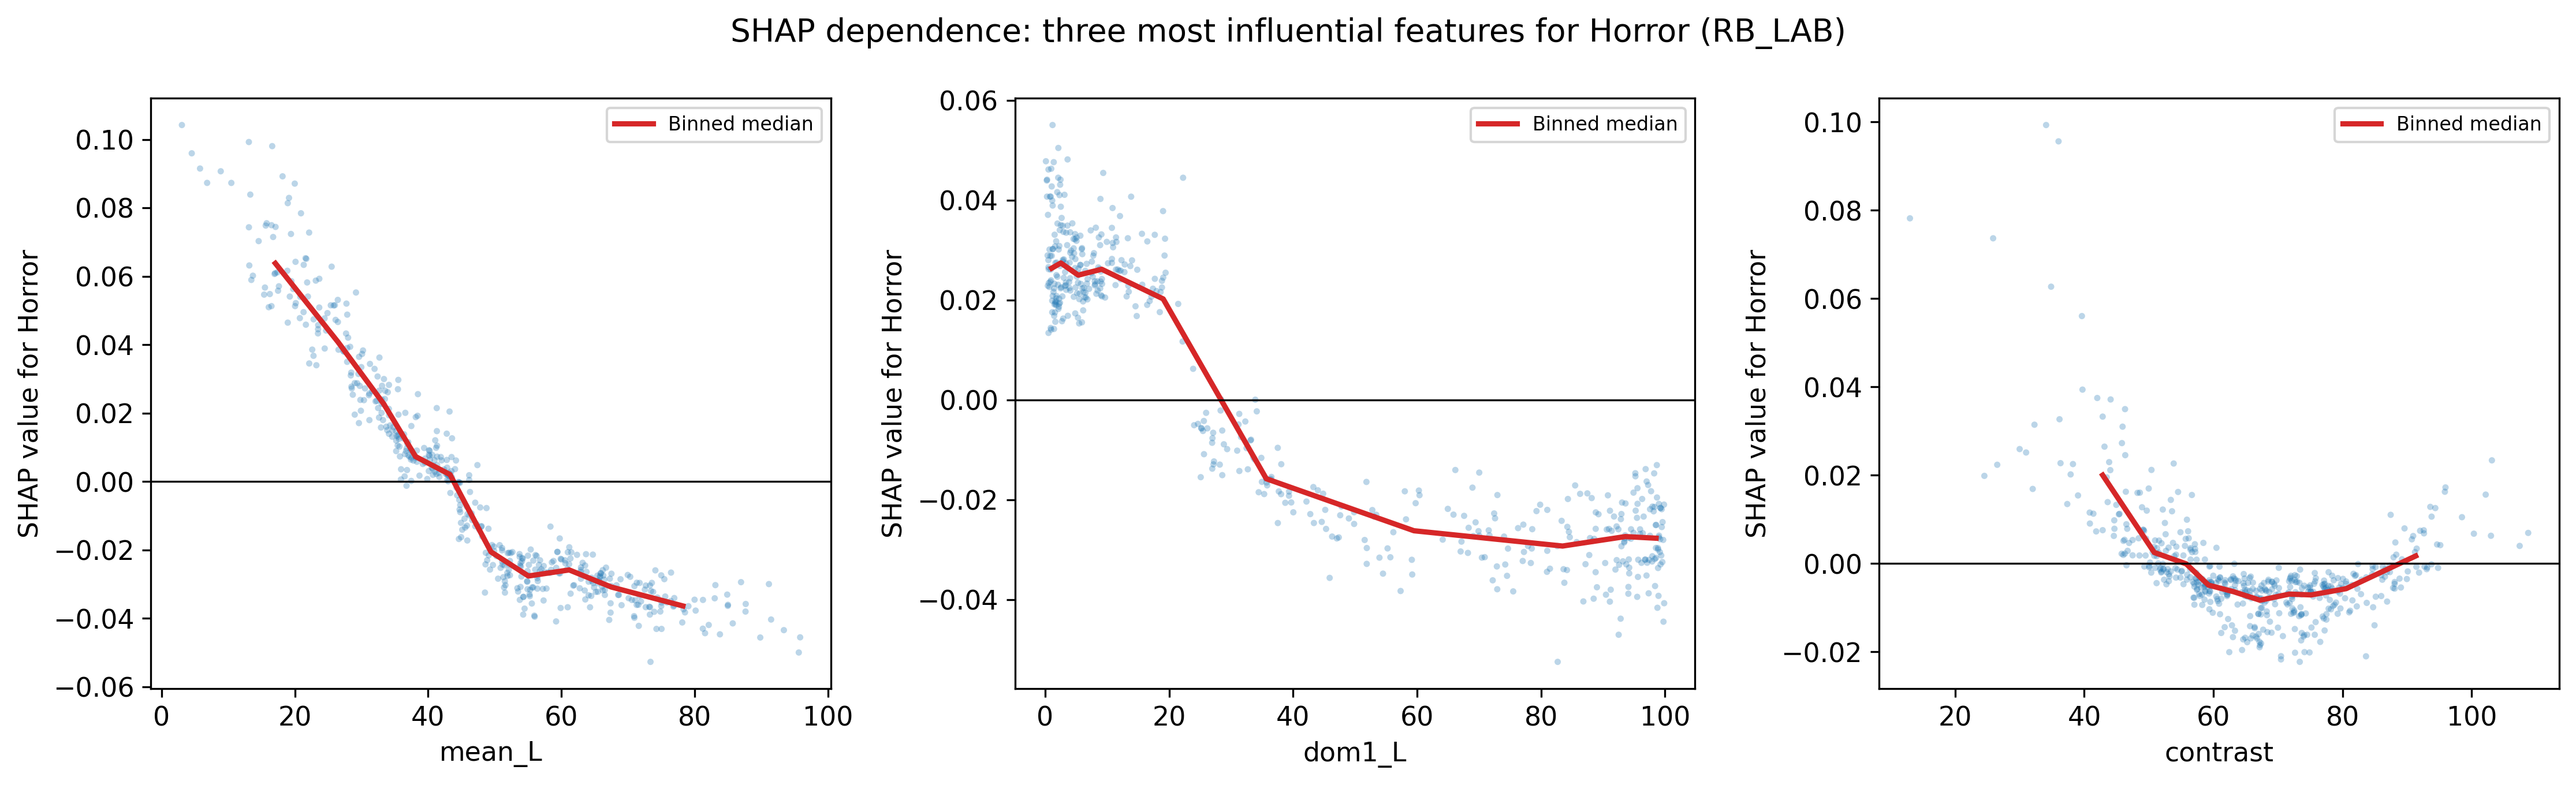 SHAP dependence: three most influential features for Horror (RB_LAB)
SHAP value for Horror
0.10
0.08
0.06
0.04
0.02
0.00
−0.02
−0.04
−0.06
Binned median
0 20 40 60 80 100
mean_L
SHAP value for Horror
0.06
0.04
0.02
0.00
−0.02
−0.04
Binned median
0 20 40 60 80 100
dom1_L
SHAP value for Horror
0.10
0.08
0.06
0.04
0.02
0.00
−0.02
Binned median
20 40 60 80 100
contrast